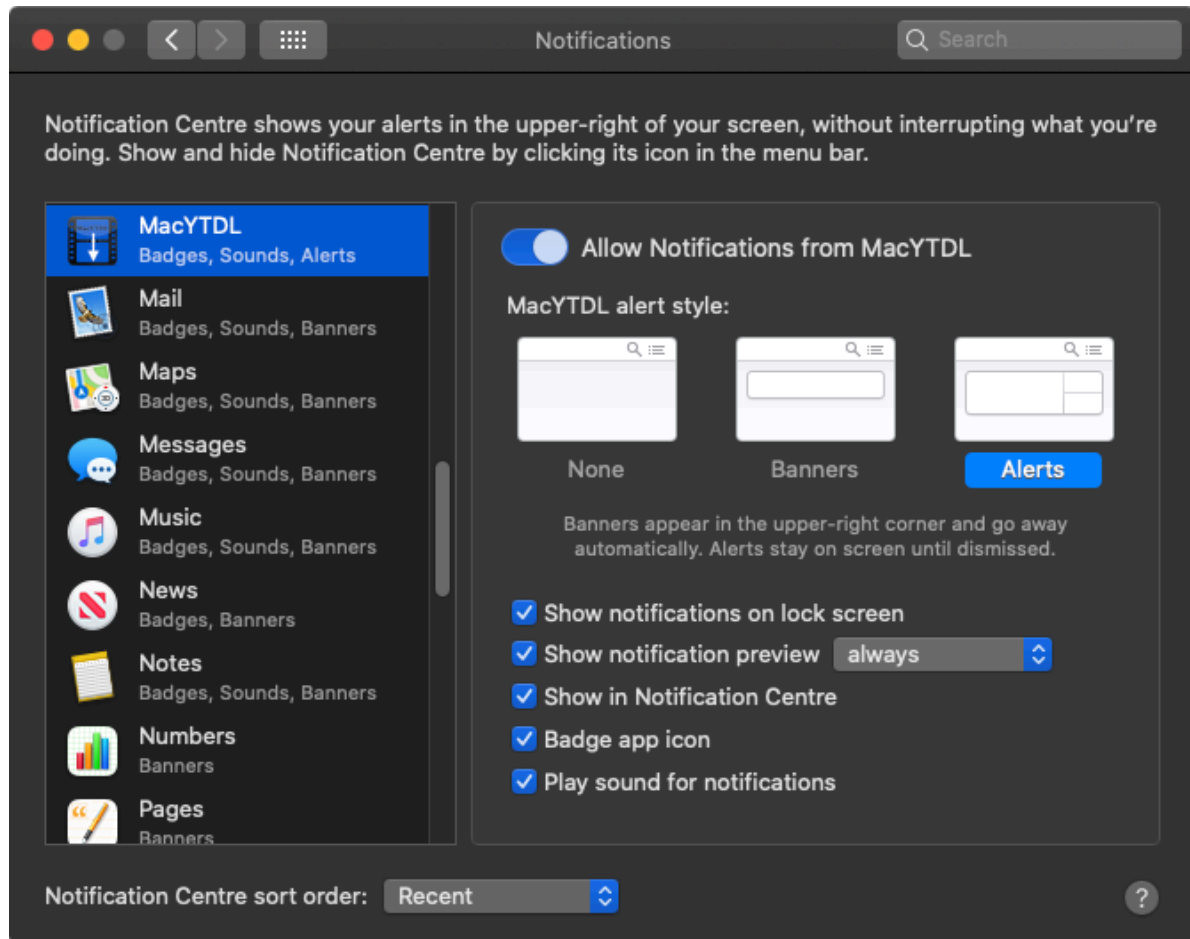 Notifications
Search
Notification Centre shows your alerts in the upper-right of your screen, without interrupting what you're
doing. Show and hide Notification Centre by clicking its icon in the menu bar.
MacYTDL
Badges, Sounds, Alerts
Mail
Badges, Sounds, Banners
Maps
Badges, Sounds, Banners
Messages
Badges, Sounds, Banners
Music
Badges, Sounds, Banners
News
Badges, Banners
Notes
Badges, Sounds, Banners
Numbers
Banners
Pages
Banners
Allow Notifications from MacYTDL
MacYTDL alert style:
None
Banners
Alerts
Banners appear in the upper-right corner and go away
automatically. Alerts stay on screen until dismissed.
Show notifications on lock screen
Show notification preview always
Show in Notification Centre
Badge app icon
Play sound for notifications
Notification Centre sort order: Recent
?